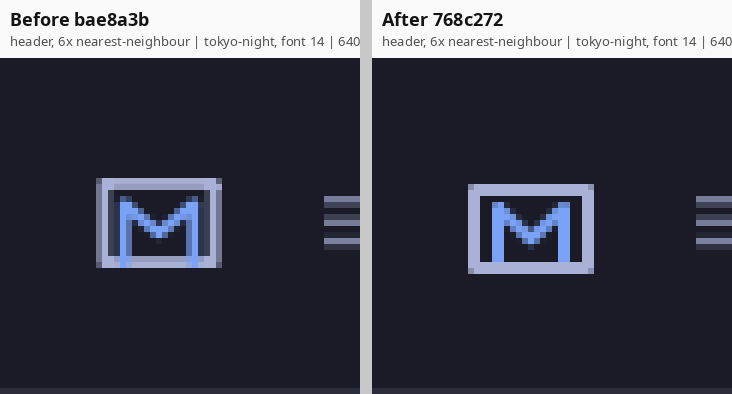 Before bae8a3b
header, 6x nearest-neighbour | tokyo-night, font 14 | 640
M
After 768c272
header, 6x nearest-neighbour | tokyo-night, font 14 | 640
M